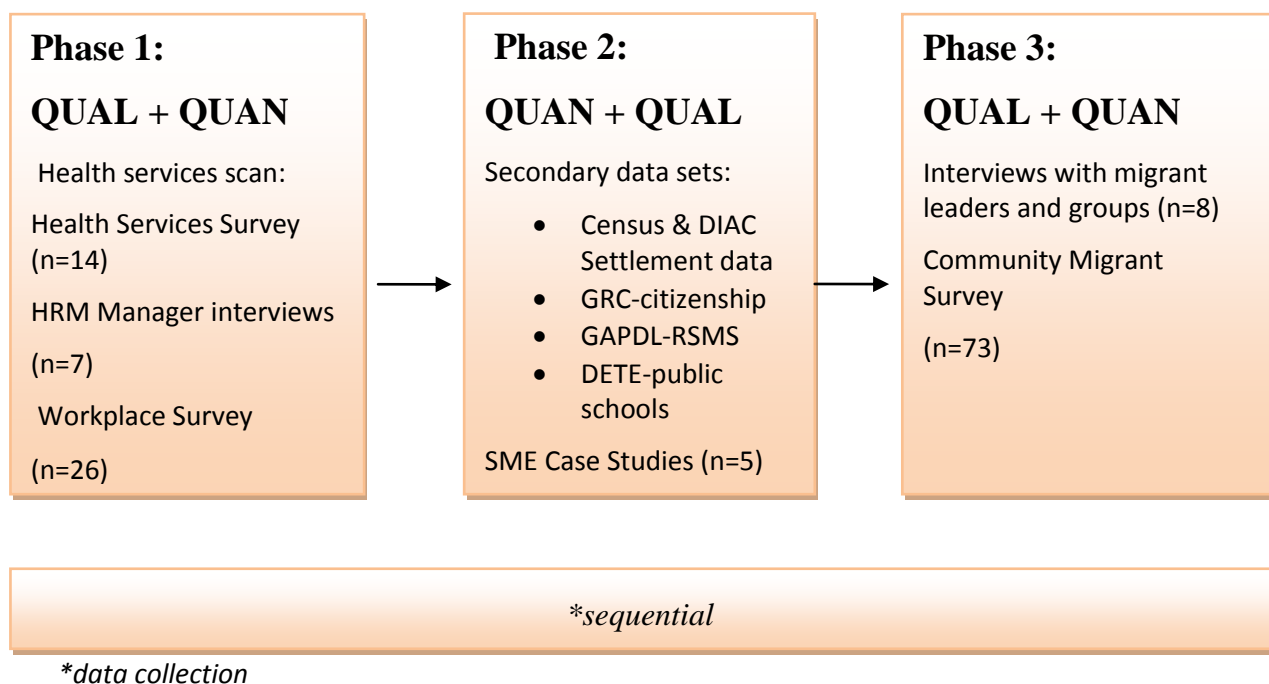 Phase 1:
QUAL + QUAN
Health services scan:
Health Services Survey
(n=14)
HRM Manager interviews
(n=7)
Workplace Survey
(n=26)
Phase 2:
QUAN + QUAL
Secondary data sets:
• Census & DIAC
Settlement data
• GRC-citizenship
• GAPDL-RSMS
• DETE-public
schools
SME Case Studies (n=5)
Phase 3:
QUAL + QUAN
Interviews with migrant
leaders and groups (n=8)
Community Migrant
Survey
(n=73)
*sequential
*data collection